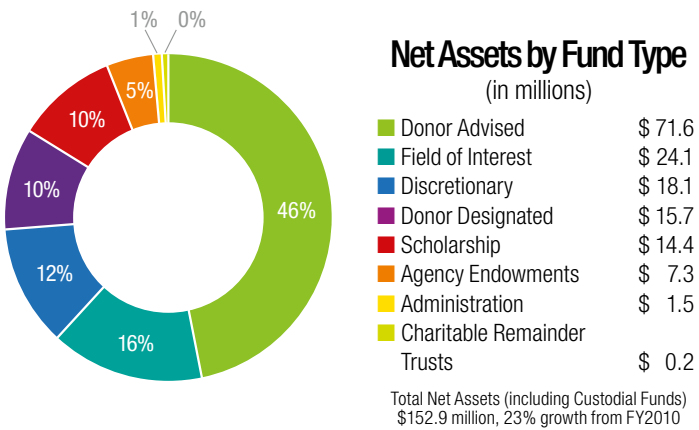 1% 0%
5%
10%
10%
46%
12%
16%
Net Assets by Fund Type
(in millions)
Donor Advised $ 71.6
Field of Interest $ 24.1
Discretionary $ 18.1
Donor Designated $ 15.7
Scholarship $ 14.4
Agency Endowments $ 7.3
Administration $ 1.5
Charitable Remainder
Trusts $ 0.2
Total Net Assets (including Custodial Funds)
$152.9 million, 23% growth from FY2010